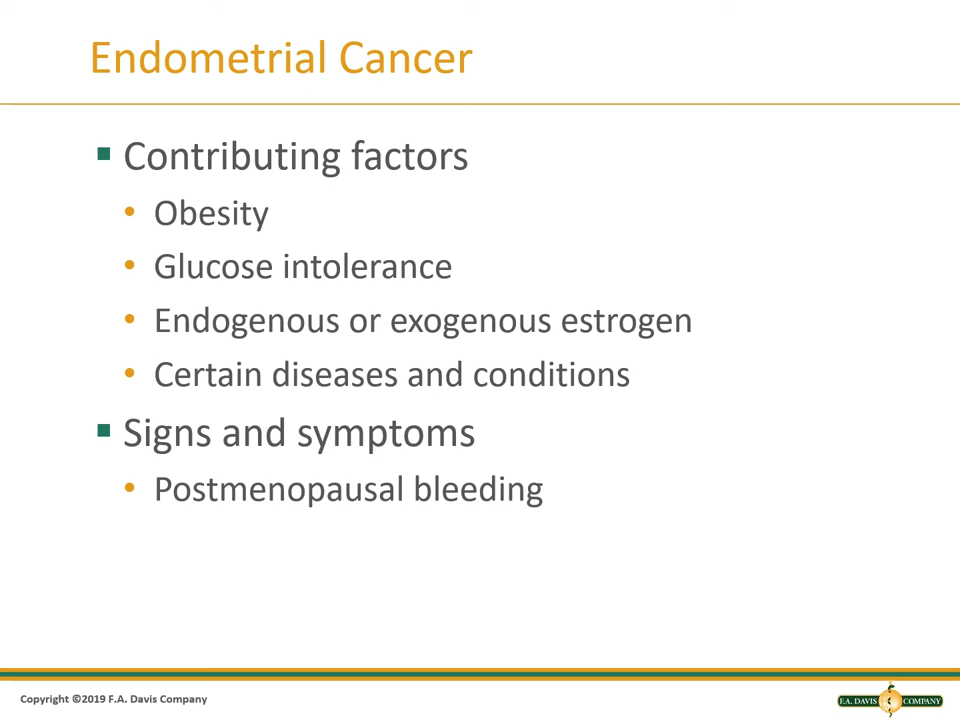 Endometrial Cancer
▪ Contributing factors
• Obesity
• Glucose intolerance
• Endogenous or exogenous estrogen
• Certain diseases and conditions
▪ Signs and symptoms
• Postmenopausal bleeding
Copyright ©2019 F.A. Davis Company
F.A. DAVIS COMPANY